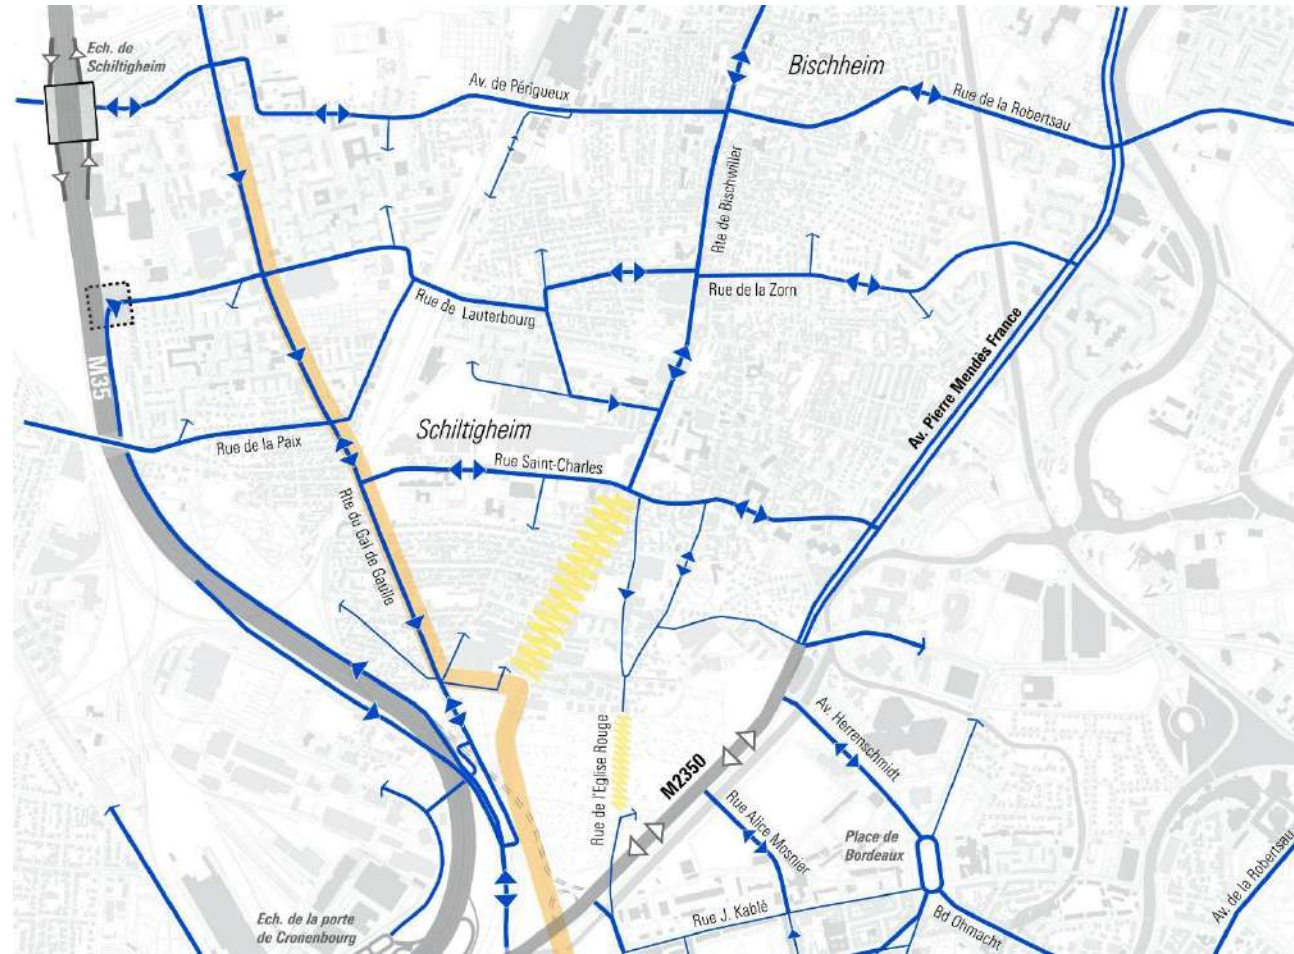 Ech. de
Schiltigheim
Bischheim
Av. de Périgueux
Rue de la Robertsau
Rte de Bischwiller
Rue de la Zorn
Rue de Lauterbourg
M35
Av. Pierre Mendès France
Schiltigheim
Rue de la Paix
Rue Saint-Charles
Rte du Gal de Gaulle
Rue de l'Eglise Rouge
M2350
Av. Herrenschmidt
Rue Alice Mosnier
Place de
Bordeaux
Rue J. Kablé
Bd Ohmacht
Av. de la Robertsau
Ech. de la porte
de Cronenbourg